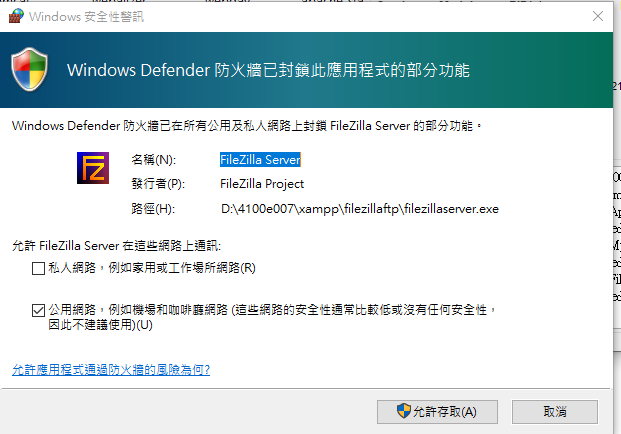 Windows 安全性警訊
Windows Defender 防火牆已封鎖此應用程式的部分功能
Windows Defender 防火牆已在所有公用及私人網路上封鎖 FileZilla Server 的部分功能。
名稱(N): FileZilla Server
發行者(P): FileZilla Project
路徑(H): D:\4100e007\xampp\filezillaftp\filezillaserver.exe
允許 FileZilla Server 在這些網路上通訊:
私人網路，例如家用或工作場所網路(R)
公用網路，例如機場和咖啡廳網路 (這些網路的安全性通常比較低或沒有任何安全性，
因此不建議使用)(U)
允許應用程式通過防火牆的風險為何?
允許存取(A) 取消